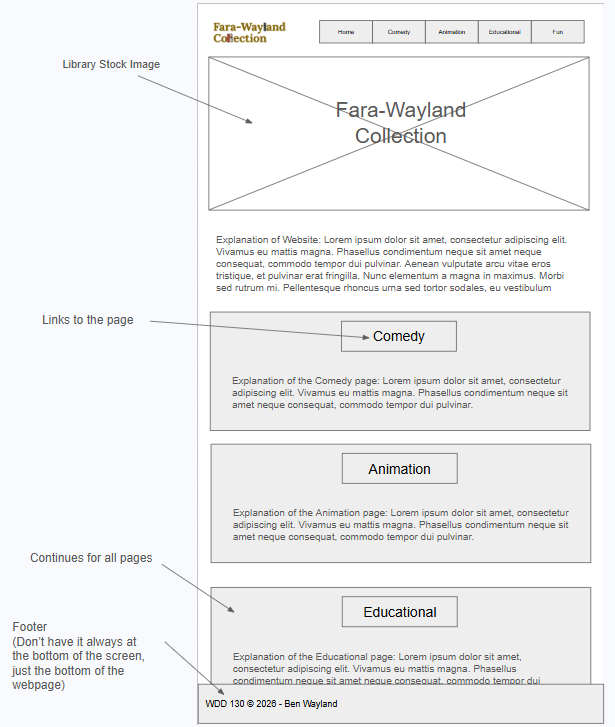 Fara-Wayland
Collection
Home Comedy Animation Educational Fun
Library Stock Image
Fara-Wayland
Collection
Explanation of Website: Lorem ipsum dolor sit amet, consectetur adipiscing elit.
Vivamus eu mattis magna. Phasellus condimentum neque sit amet neque
consequat, commodo tempor dui pulvinar. Aenean vulputate arcu vitae eros
tristique, et pulvinar erat fringilla. Nunc elementum a magna in maximus. Morbi
sed rutrum mi. Pellentesque rhoncus urna sed tortor sodales, eu vestibulum
Links to the page
Comedy
Explanation of the Comedy page: Lorem ipsum dolor sit amet, consectetur
adipiscing elit. Vivamus eu mattis magna. Phasellus condimentum neque sit
amet neque consequat, commodo tempor dui pulvinar.
Animation
Explanation of the Animation page: Lorem ipsum dolor sit amet, consectetur
adipiscing elit. Vivamus eu mattis magna. Phasellus condimentum neque sit
amet neque consequat, commodo tempor dui pulvinar.
Continues for all pages
Educational
Explanation of the Educational page: Lorem ipsum dolor sit amet,
consectetur adipiscing elit. Vivamus eu mattis magna. Phasellus
condimentum neque sit amet neque consequat, commodo tempor dui
Footer
(Don't have it always at
the bottom of the screen,
just the bottom of the
webpage)
WDD 130 © 2026 - Ben Wayland